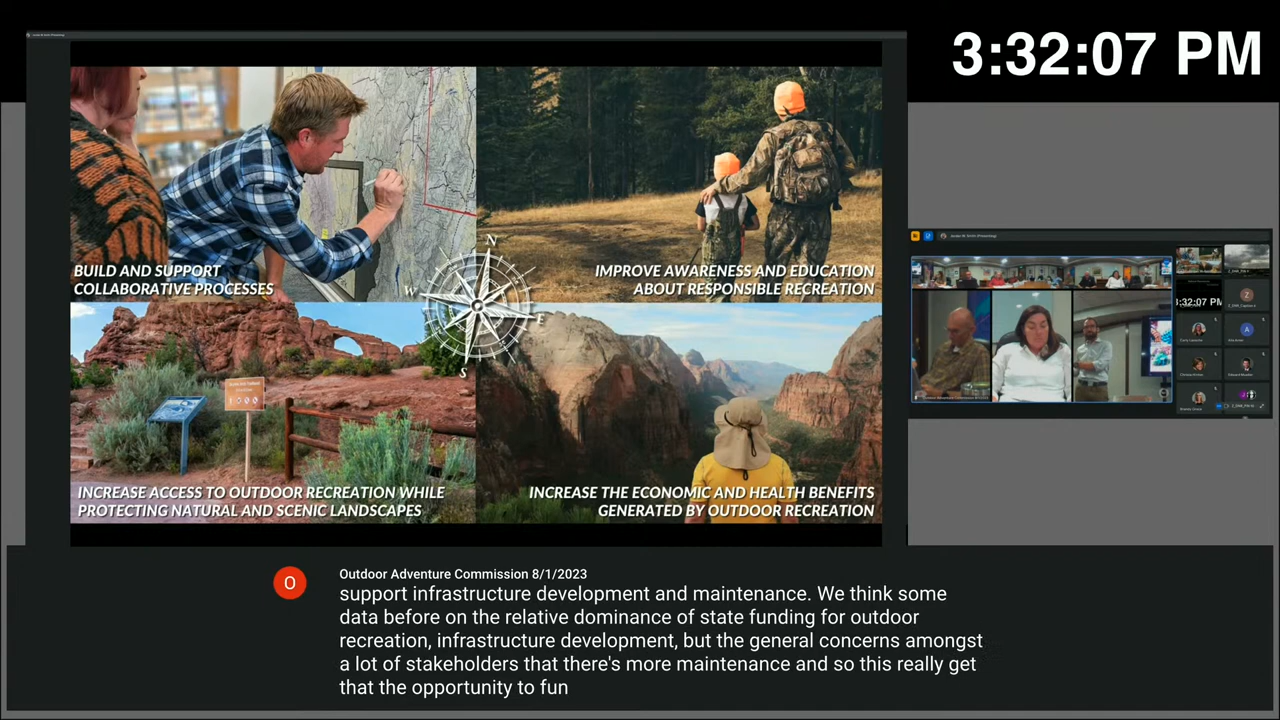 3:32:07 PM
BUILD AND SUPPORT
COLLABORATIVE PROCESSES
IMPROVE AWARENESS AND EDUCATION
ABOUT RESPONSIBLE RECREATION
N
W
E
S
INCREASE ACCESS TO OUTDOOR RECREATION WHILE
PROTECTING NATURAL AND SCENIC LANDSCAPES
INCREASE THE ECONOMIC AND HEALTH BENEFITS
GENERATED BY OUTDOOR RECREATION
3:32:07 PM
Z
A
O
Outdoor Adventure Commission 8/1/2023
support infrastructure development and maintenance. We think some
data before on the relative dominance of state funding for outdoor
recreation, infrastructure development, but the general concerns amongst
a lot of stakeholders that there's more maintenance and so this really get
that the opportunity to fun